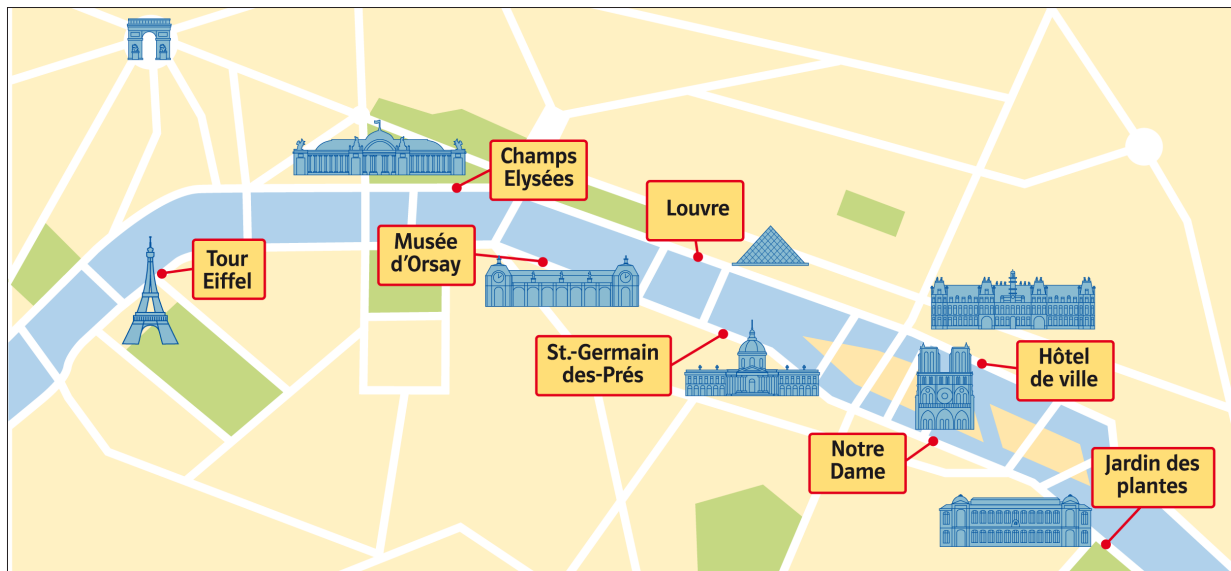 Champs
Elysées
Louvre
Musée
d'Orsay
Tour
Eiffel
St.-Germain
des-Prés
Hôtel
de ville
Notre
Dame
Jardin des
plantes